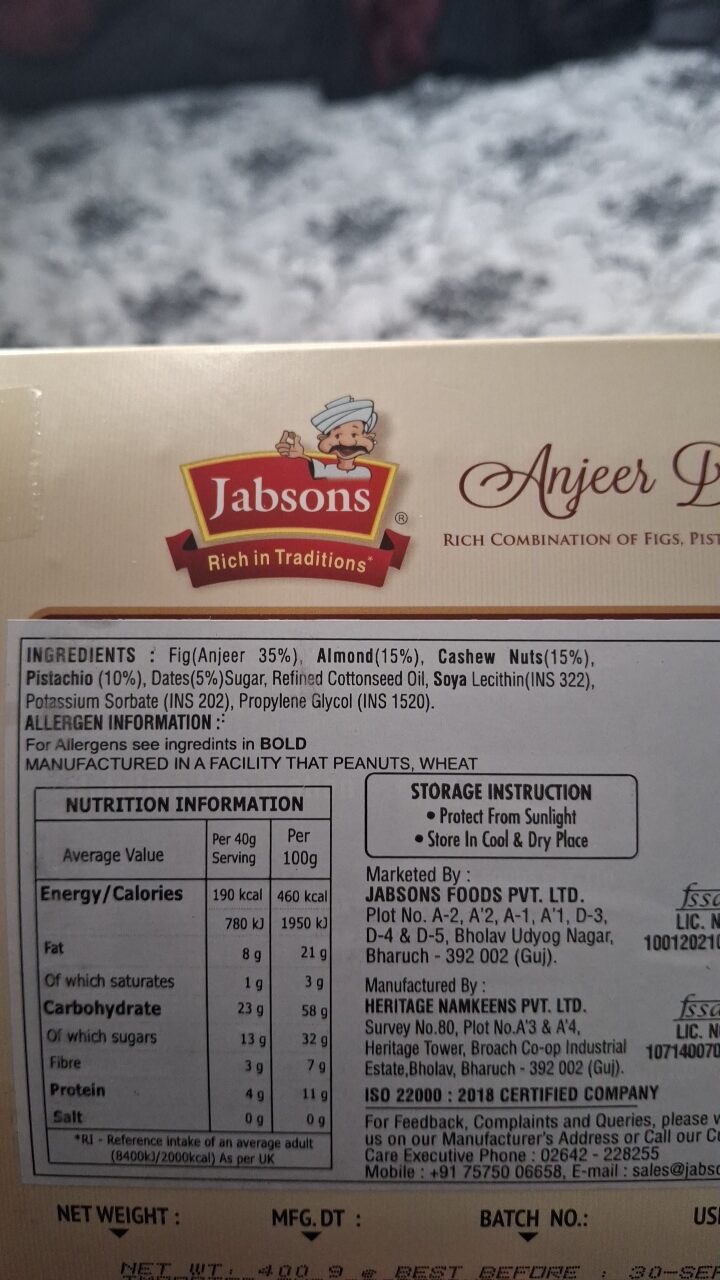 Jabsons
®
Rich in Traditions*
Anjeer
RICH COMBINATION OF FIGS,
INGREDIENTS : Fig(Anjeer 35%), Almond(15%), Cashew Nuts(15%),
Pistachio (10%), Dates(5%)Sugar, Refined Cottonseed Oil, Soya Lecithin(INS 322),
Potassium Sorbate (INS 202), Propylene Glycol (INS 1520).
ALLERGEN INFORMATION :
For Allergens see ingredints in BOLD
MANUFACTURED IN A FACILITY THAT PEANUTS, WHEAT
NUTRITION INFORMATION
Average Value Per 40g Serving Per 100g
Energy/Calories 190 kcal 460 kcal
780 kJ 1950 kJ
Fat 8 g 21 g
Of which saturates 1 g 3 g
Carbohydrate 23 g 58 g
Of which sugars 13 g 32 g
Fibre 3 g 7 g
Protein 4 g 11 g
Salt 0 g 0 g
*RI - Reference intake of an average adult
(8400kJ/2000kcal) As per UK
STORAGE INSTRUCTION
• Protect From Sunlight
• Store In Cool & Dry Place
Marketed By :
JABSONS FOODS PVT. LTD.
Plot No. A-2, A'2, A-1, A'1, D-3,
D-4 & D-5, Bholav Udyog Nagar,
Bharuch - 392 002 (Guj).
LIC.
Manufactured By :
HERITAGE NAMKEENS PVT. LTD.
Survey No.80, Plot No.A'3 & A'4,
Heritage Tower, Broach Co-op Industrial
Estate,Bholav, Bharuch - 392 002 (Guj).
LIC.
ISO 22000 : 2018 CERTIFIED COMPANY
For Feedback, Complaints and Queries, please
us on our Manufacturer's Address or Call our
Care Executive Phone : 02642 - 228255
Mobile : +91 75750 06658, E-mail :
NET WEIGHT :
MFG. DT :
BATCH NO.:
NET WT: 400 g e BEST BEFORE :